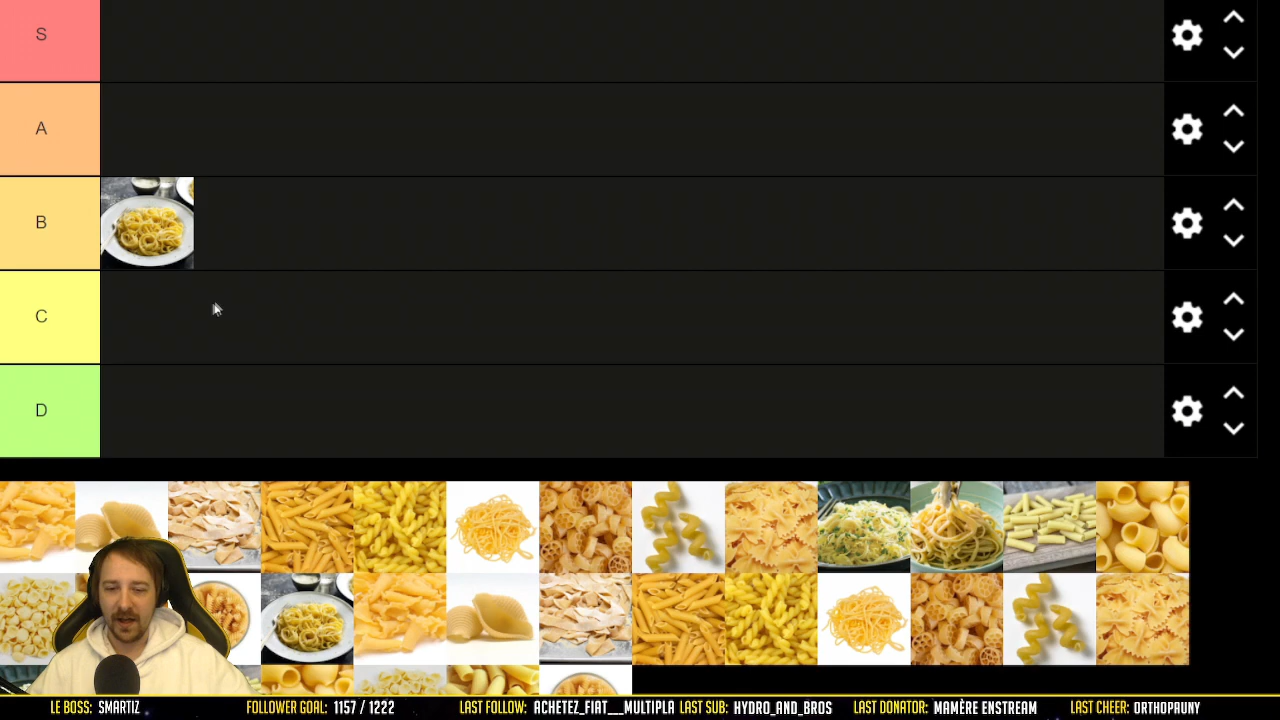 S
A
B
C
D
LE BOSS: SMARTIZ FOLLOWER GOAL: 1157 / 1222 LAST FOLLOW: ACHETEZ_FIAT__MULTIPLA LAST SUB: HYDRO_AND_BROS LAST DONATOR: MAMÈRE ENSTREAM LAST CHEER: ORTHOPAUNY